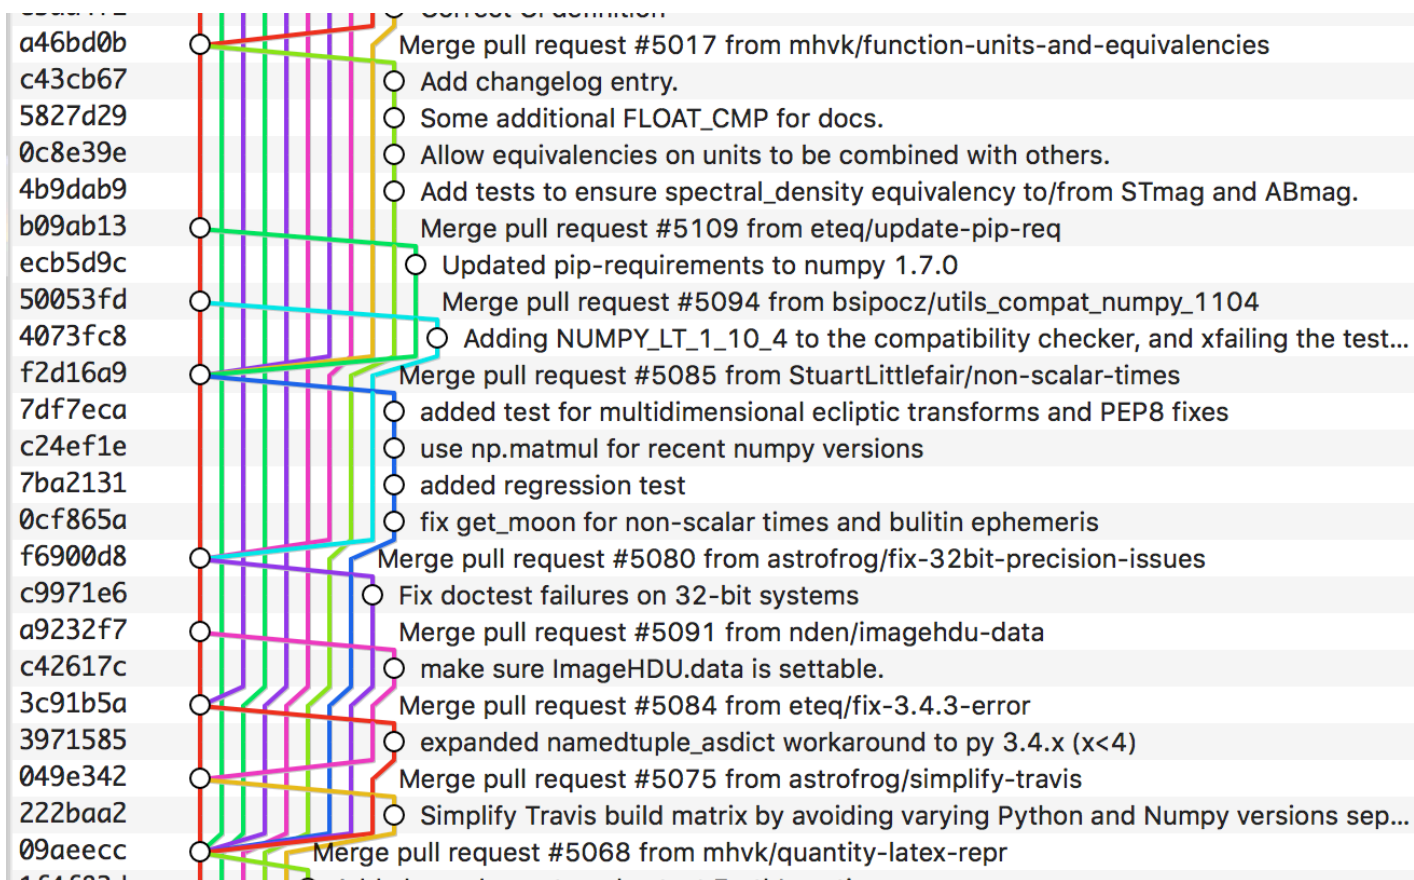 Correct definition
a46bd0b Merge pull request #5017 from mhvk/function-units-and-equivalencies
c43cb67 Add changelog entry.
5827d29 Some additional FLOAT_CMP for docs.
0c8e39e Allow equivalencies on units to be combined with others.
4b9dab9 Add tests to ensure spectral_density equivalency to/from STmag and ABmag.
b09ab13 Merge pull request #5109 from eteq/update-pip-req
ecb5d9c Updated pip-requirements to numpy 1.7.0
50053fd Merge pull request #5094 from bsipocz/utils_compat_numpy_1104
4073fc8 Adding NUMPY_LT_1_10_4 to the compatibility checker, and xfailing the test...
f2d16a9 Merge pull request #5085 from StuartLittlefair/non-scalar-times
7df7eca added test for multidimensional ecliptic transforms and PEP8 fixes
c24ef1e use np.matmul for recent numpy versions
7ba2131 added regression test
0cf865a fix get_moon for non-scalar times and bulitin ephemeris
f6900d8 Merge pull request #5080 from astrofrog/fix-32bit-precision-issues
c9971e6 Fix doctest failures on 32-bit systems
a9232f7 Merge pull request #5091 from nden/imagehdu-data
c42617c make sure ImageHDU.data is settable.
3c91b5a Merge pull request #5084 from eteq/fix-3.4.3-error
3971585 expanded namedtuple_asdict workaround to py 3.4.x (x<4)
049e342 Merge pull request #5075 from astrofrog/simplify-travis
222baa2 Simplify Travis build matrix by avoiding varying Python and Numpy versions sep...
09aeecc Merge pull request #5068 from mhvk/quantity-latex-repr